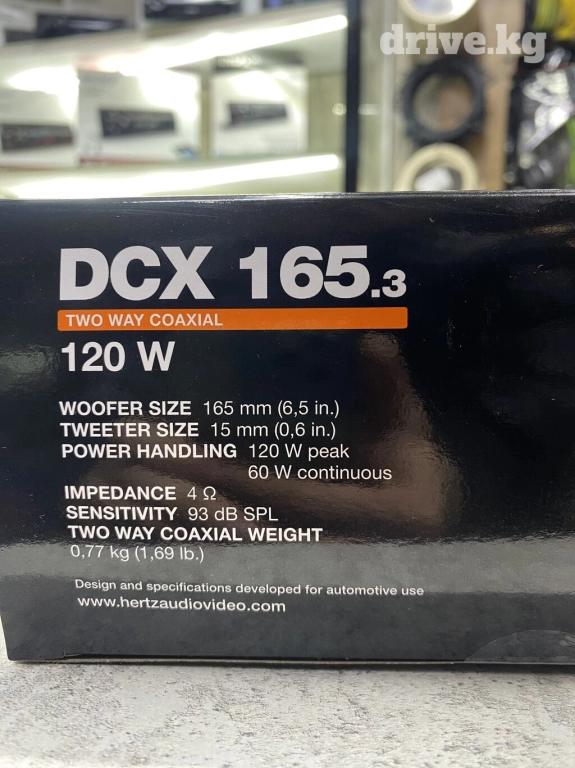 drive.kg
DCX 165.3
TWO WAY COAXIAL
120 W
WOOFER SIZE 165 mm (6,5 in.)
TWEETER SIZE 15 mm (0,6 in.)
POWER HANDLING 120 W peak
60 W continuous
IMPEDANCE 4 Ω
SENSITIVITY 93 dB SPL
TWO WAY COAXIAL WEIGHT
0,77 kg (1,69 lb.)
Design and specifications developed for automotive use
www.hertzaudiovideo.com